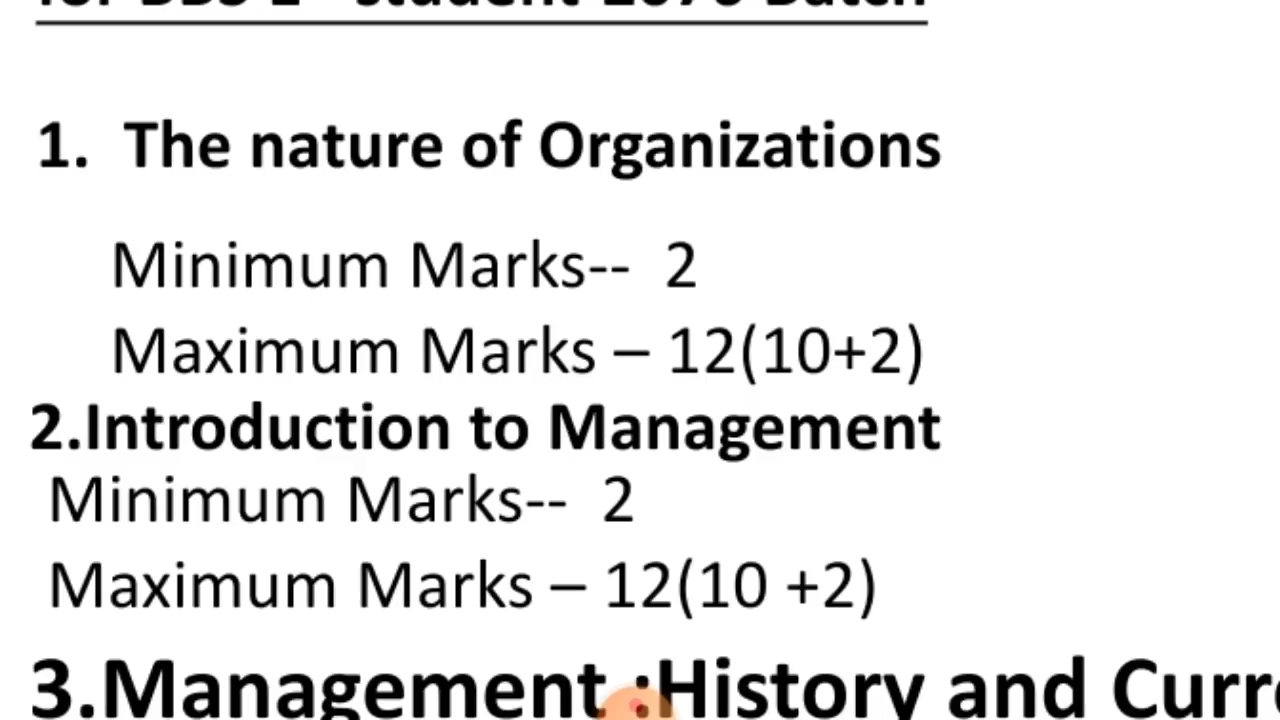 student
1. The nature of Organizations
Minimum Marks-- 2
Maximum Marks – 12(10+2)
2.Introduction to Management
Minimum Marks-- 2
Maximum Marks – 12(10 +2)
3.Management :History and